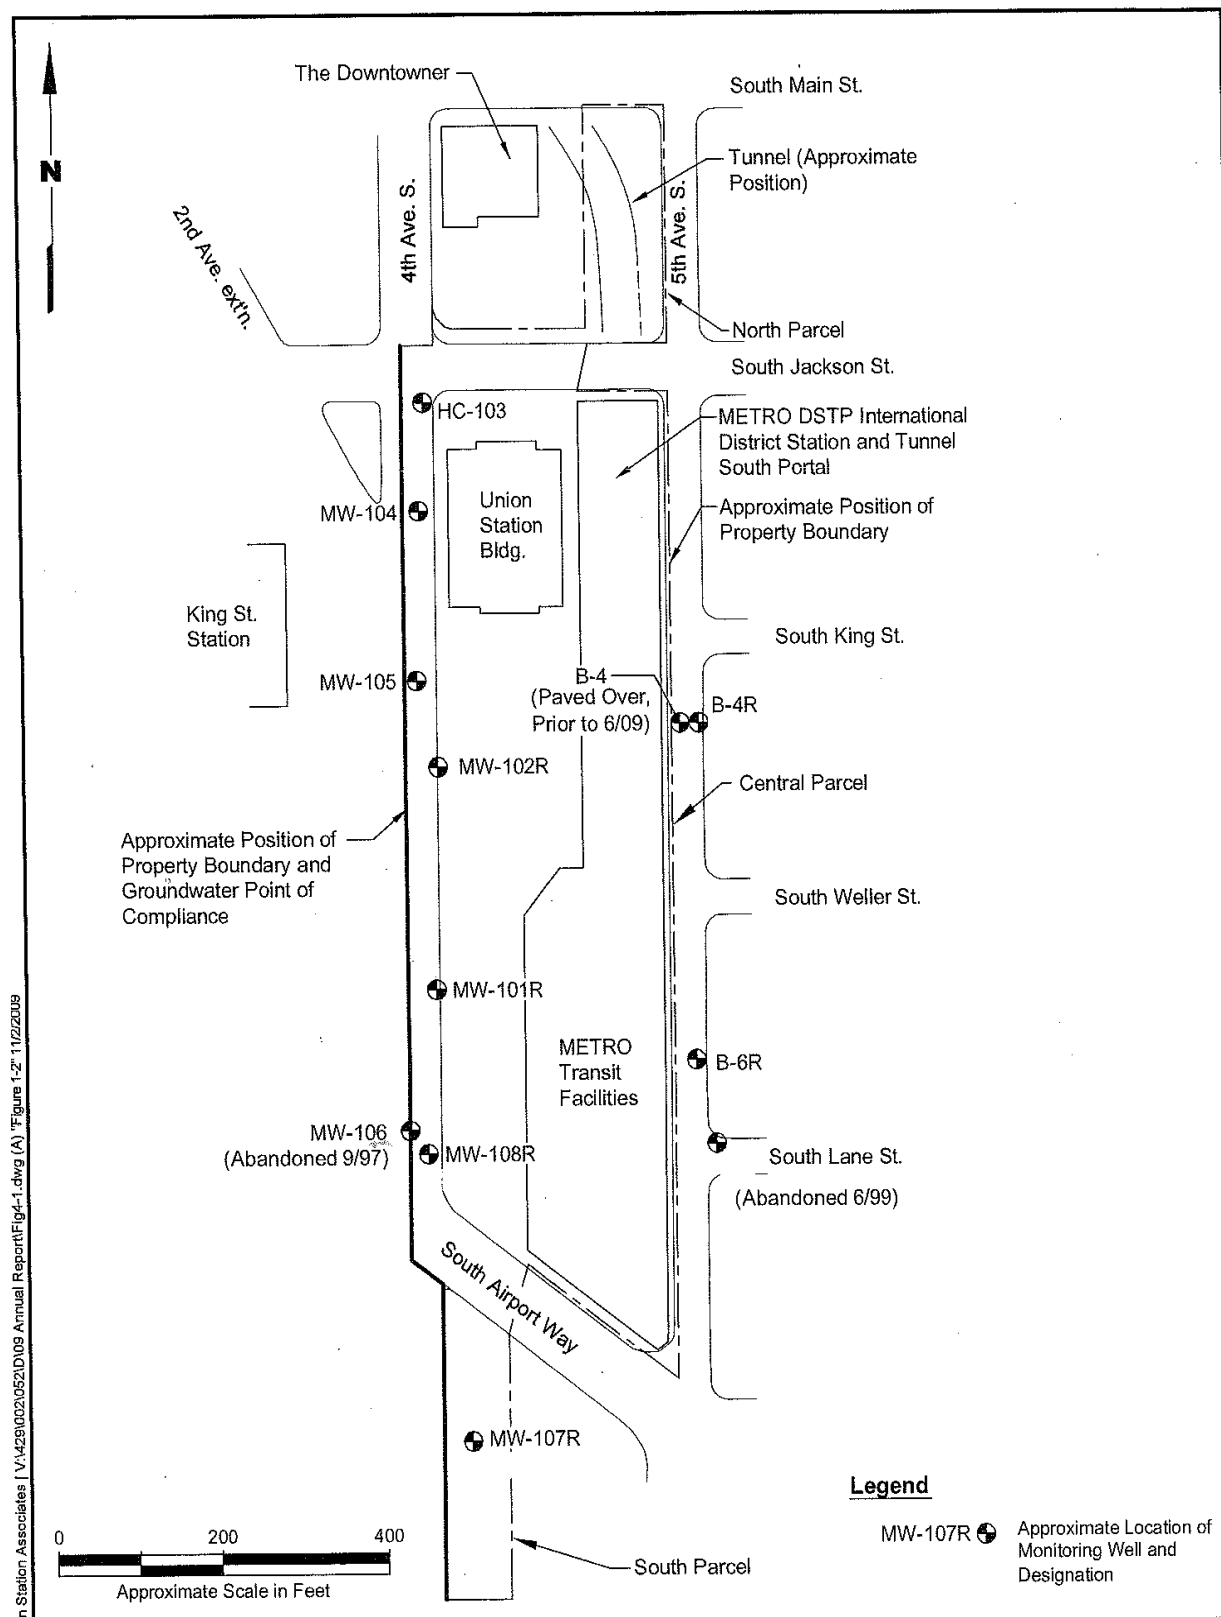 The Downtowner
South Main St.
N
Tunnel (Approximate
Position)
4th Ave. S.
5th Ave. S.
2nd Ave. ext'n.
North Parcel
South Jackson St.
HC-103
METRO DSTP International
District Station and Tunnel
South Portal
MW-104
Union
Station
Bldg.
Approximate Position of
Property Boundary
King St.
Station
South King St.
MW-105
B-4
(Paved Over,
Prior to 6/09)
B-4R
MW-102R
Central Parcel
Approximate Position of
Property Boundary and
Groundwater Point of
Compliance
South Weller St.
MW-101R
METRO
Transit
Facilities
B-6R
MW-106
(Abandoned 9/97)
MW-108R
South Lane St.
(Abandoned 6/99)
South Airport Way
MW-107R
Legend
MW-107R
Approximate Location of
Monitoring Well and
Designation
0 200 400
Approximate Scale in Feet
South Parcel
n Station Associates | V:\429\002\052\D\09 Annual Report\Fig4-1.dwg (A) "Figure 1-2" 11/2/2009